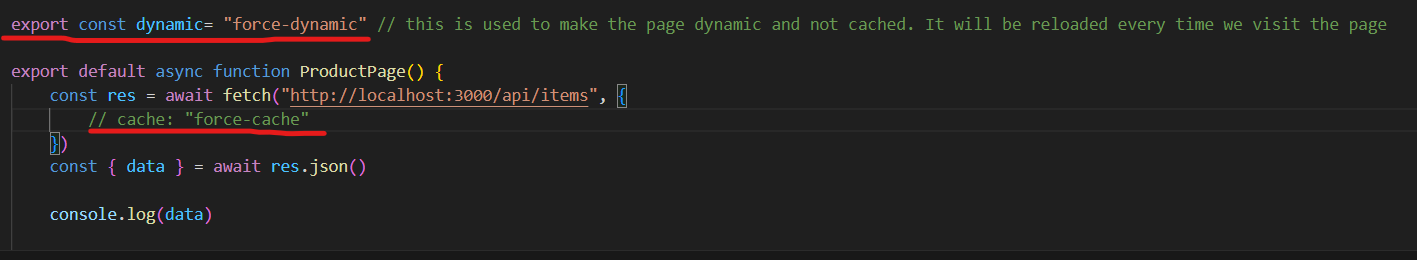 export const dynamic= "force-dynamic" // this is used to make the page dynamic and not cached. It will be reloaded every time we visit the page
export default async function ProductPage() {
    const res = await fetch("http://localhost:3000/api/items", {
        // cache: "force-cache"
    })
    const { data } = await res.json()
    console.log(data)